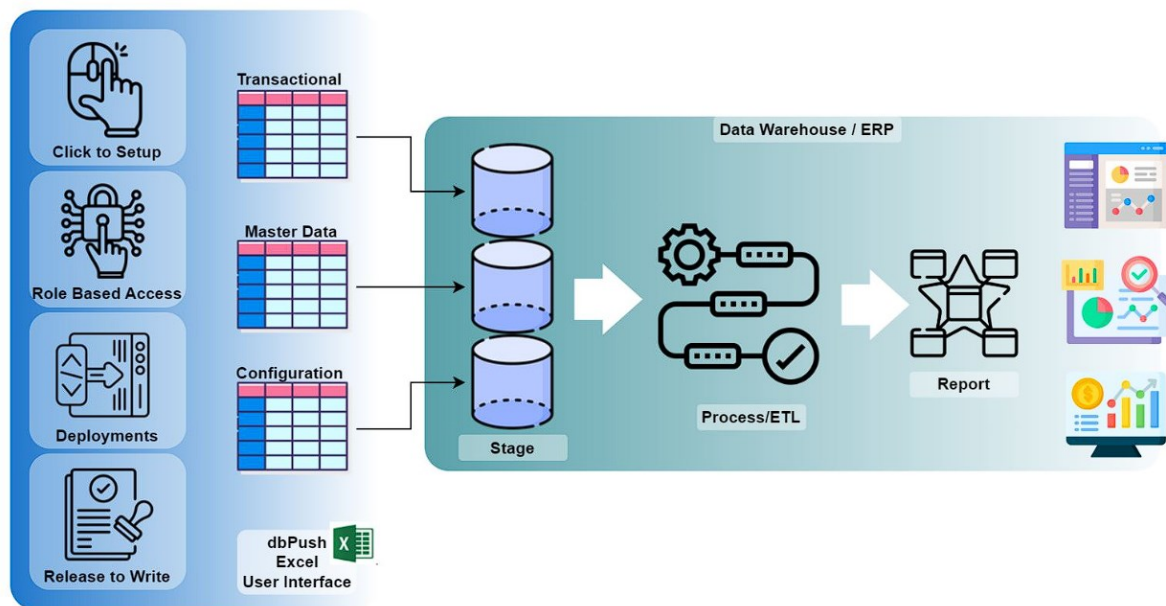 Click to Setup
Role Based Access
Deployments
Release to Write
Transactional
Master Data
Configuration
dbPush
Excel
User Interface
Data Warehouse / ERP
Stage
Process/ETL
Report